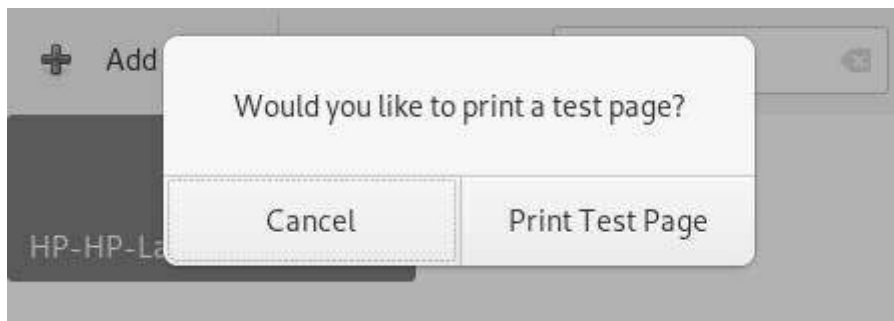 Add
Would you like to print a test page?
Cancel
Print Test Page
HP-HP-La